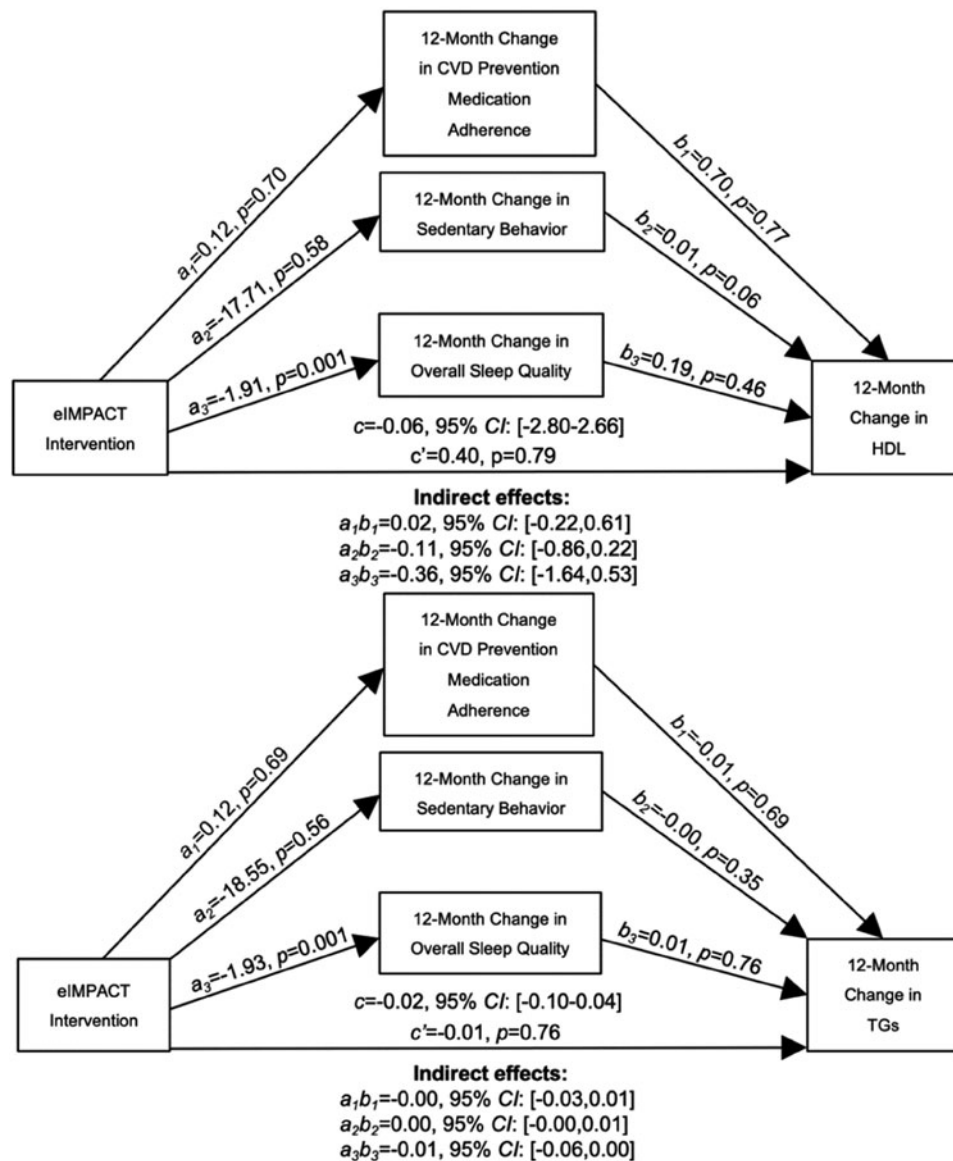 12-Month Change
in CVD Prevention
Medication
Adherence
a1=0.12, p=0.70
b1=0.70, p=0.77
12-Month Change in
Sedentary Behavior
a2=-17.71, p=0.58
b2=0.01, p=0.06
12-Month Change in
Overall Sleep Quality
a3=-1.91, p=0.001
b3=0.19, p=0.46
eIMPACT
Intervention
12-Month
Change in
HDL
c=-0.06, 95% CI: [-2.80-2.66]
c'=0.40, p=0.79
Indirect effects:
a1b1=0.02, 95% CI: [-0.22,0.61]
a2b2=-0.11, 95% CI: [-0.86,0.22]
a3b3=-0.36, 95% CI: [-1.64,0.53]
12-Month Change
in CVD Prevention
Medication
Adherence
a1=0.12, p=0.69
b1=-0.01, p=0.69
12-Month Change in
Sedentary Behavior
a2=-18.55, p=0.56
b2=-0.00, p=0.35
12-Month Change in
Overall Sleep Quality
a3=-1.93, p=0.001
b3=0.01, p=0.76
eIMPACT
Intervention
12-Month
Change in
TGs
c=-0.02, 95% CI: [-0.10-0.04]
c'=-0.01, p=0.76
Indirect effects:
a1b1=-0.00, 95% CI: [-0.03,0.01]
a2b2=0.00, 95% CI: [-0.00,0.01]
a3b3=-0.01, 95% CI: [-0.06,0.00]